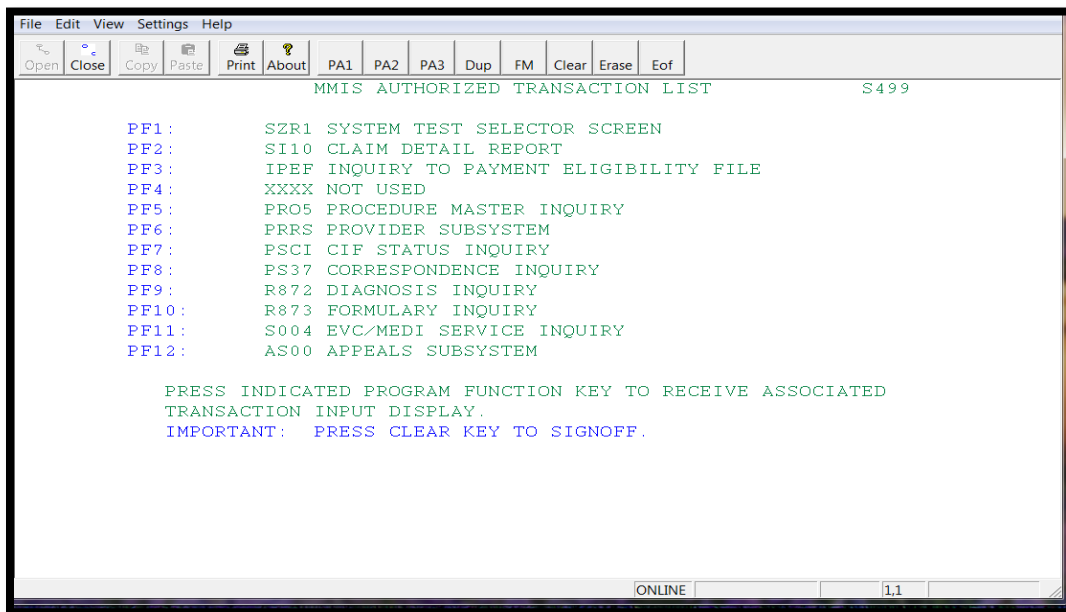 File Edit View Settings Help
Open Close Copy Paste Print About PA1 PA2 PA3 Dup FM Clear Erase Eof
MMIS AUTHORIZED TRANSACTION LIST S499
PF1: SZR1 SYSTEM TEST SELECTOR SCREEN
PF2: SI10 CLAIM DETAIL REPORT
PF3: IPEF INQUIRY TO PAYMENT ELIGIBILITY FILE
PF4: XXXX NOT USED
PF5: PRO5 PROCEDURE MASTER INQUIRY
PF6: PRRS PROVIDER SUBSYSTEM
PF7: PSCI CIF STATUS INQUIRY
PF8: PS37 CORRESPONDENCE INQUIRY
PF9: R872 DIAGNOSIS INQUIRY
PF10: R873 FORMULARY INQUIRY
PF11: S004 EVC/MEDI SERVICE INQUIRY
PF12: AS00 APPEALS SUBSYSTEM
PRESS INDICATED PROGRAM FUNCTION KEY TO RECEIVE ASSOCIATED
TRANSACTION INPUT DISPLAY.
IMPORTANT: PRESS CLEAR KEY TO SIGNOFF.
ONLINE 1,1